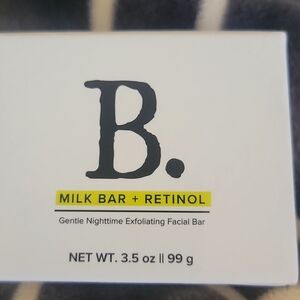 B.
MILK BAR + RETINOL
Gentle Nighttime Exfoliating Facial Bar
NET WT. 3.5 oz || 99 g